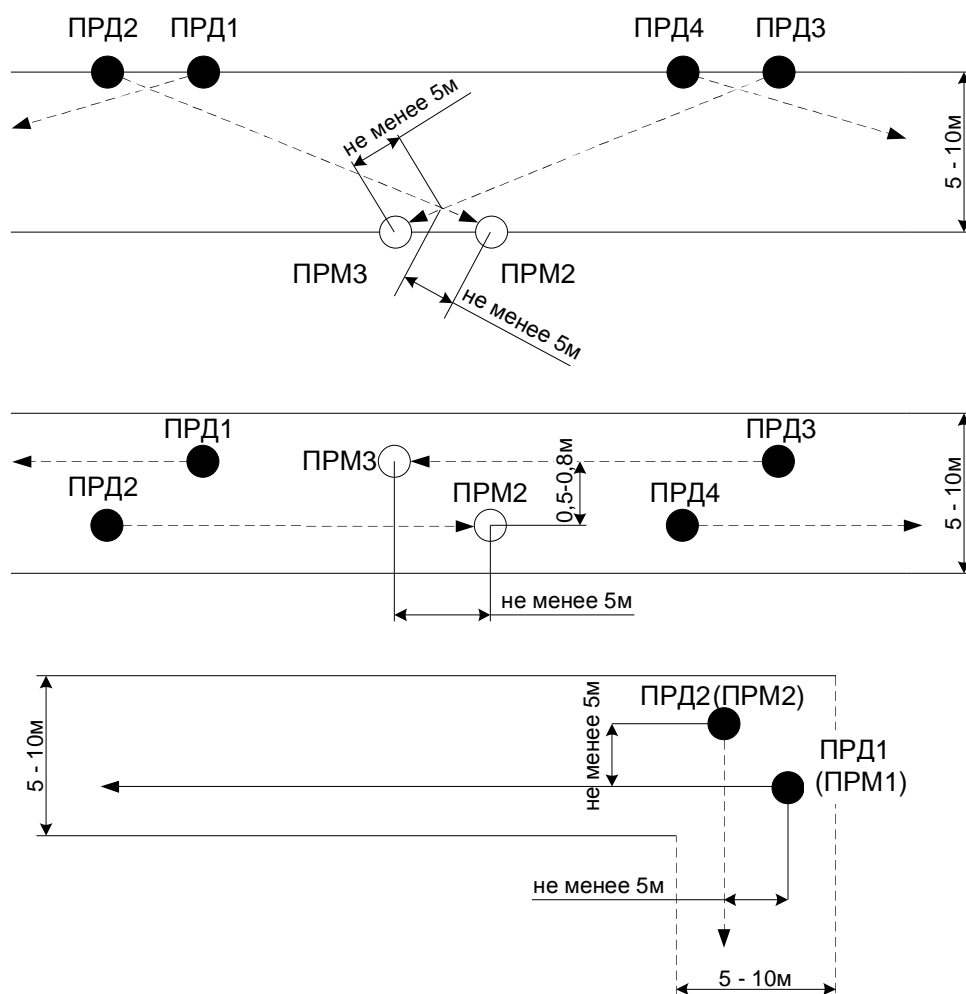 ПРД2 ПРД1 ПРД4 ПРД3
не менее 5м
5 - 10м
ПРМ3 ПРМ2
не менее 5м
ПРД1 ПРД3
ПРМ3
ПРД2 ПРМ2 ПРД4
0,5-0,8м
5 - 10м
не менее 5м
ПРД2(ПРМ2)
не менее 5м
5 - 10м
ПРД1
(ПРМ1)
не менее 5м
5 - 10м